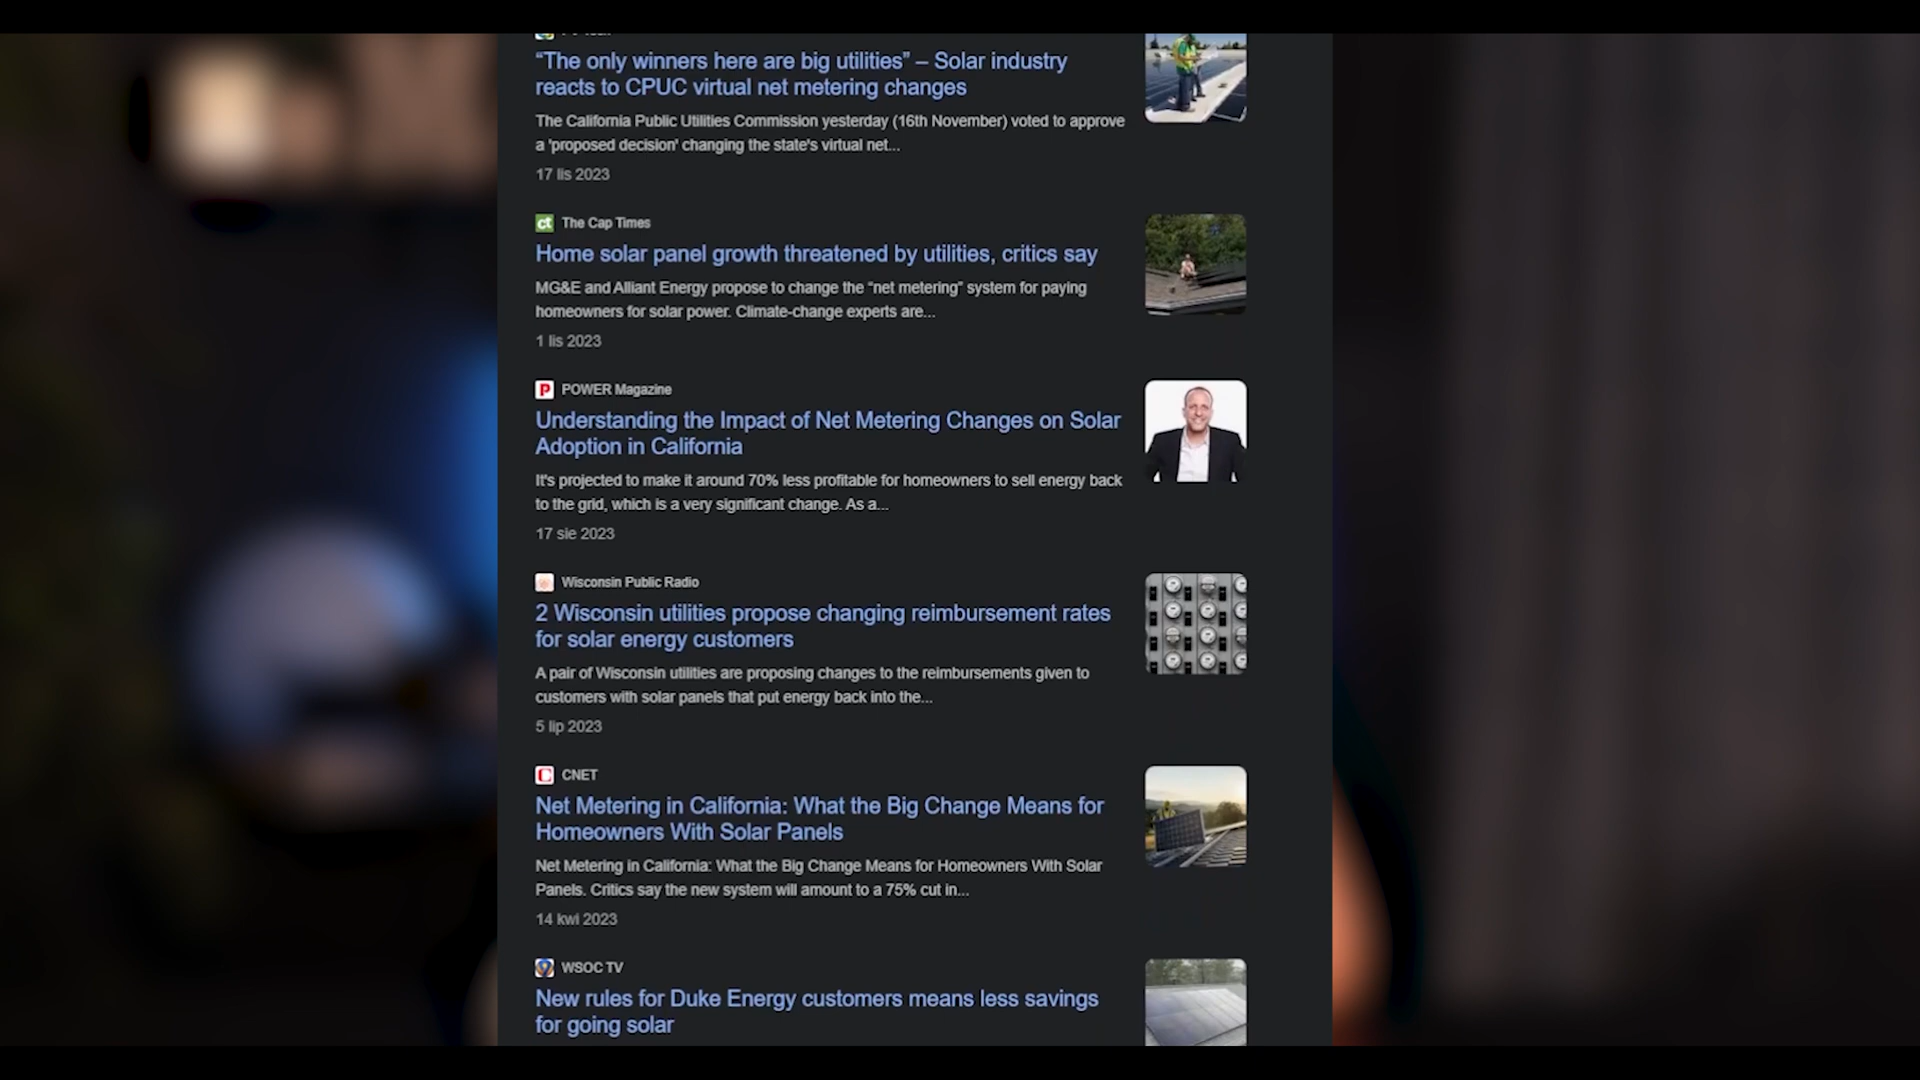 “The only winners here are big utilities” – Solar industry
reacts to CPUC virtual net metering changes
The California Public Utilities Commission yesterday (16th November) voted to approve
a 'proposed decision' changing the state's virtual net...
17 lis 2023
ct The Cap Times
Home solar panel growth threatened by utilities, critics say
MG&E and Alliant Energy propose to change the “net metering” system for paying
homeowners for solar power. Climate-change experts are...
1 lis 2023
P POWER Magazine
Understanding the Impact of Net Metering Changes on Solar
Adoption in California
It's projected to make it around 70% less profitable for homeowners to sell energy back
to the grid, which is a very significant change. As a...
17 sie 2023
Wisconsin Public Radio
2 Wisconsin utilities propose changing reimbursement rates
for solar energy customers
A pair of Wisconsin utilities are proposing changes to the reimbursements given to
customers with solar panels that put energy back into the...
5 lip 2023
C CNET
Net Metering in California: What the Big Change Means for
Homeowners With Solar Panels
Net Metering in California: What the Big Change Means for Homeowners With Solar
Panels. Critics say the new system will amount to a 75% cut in...
14 kwi 2023
WSOC TV
New rules for Duke Energy customers means less savings
for going solar